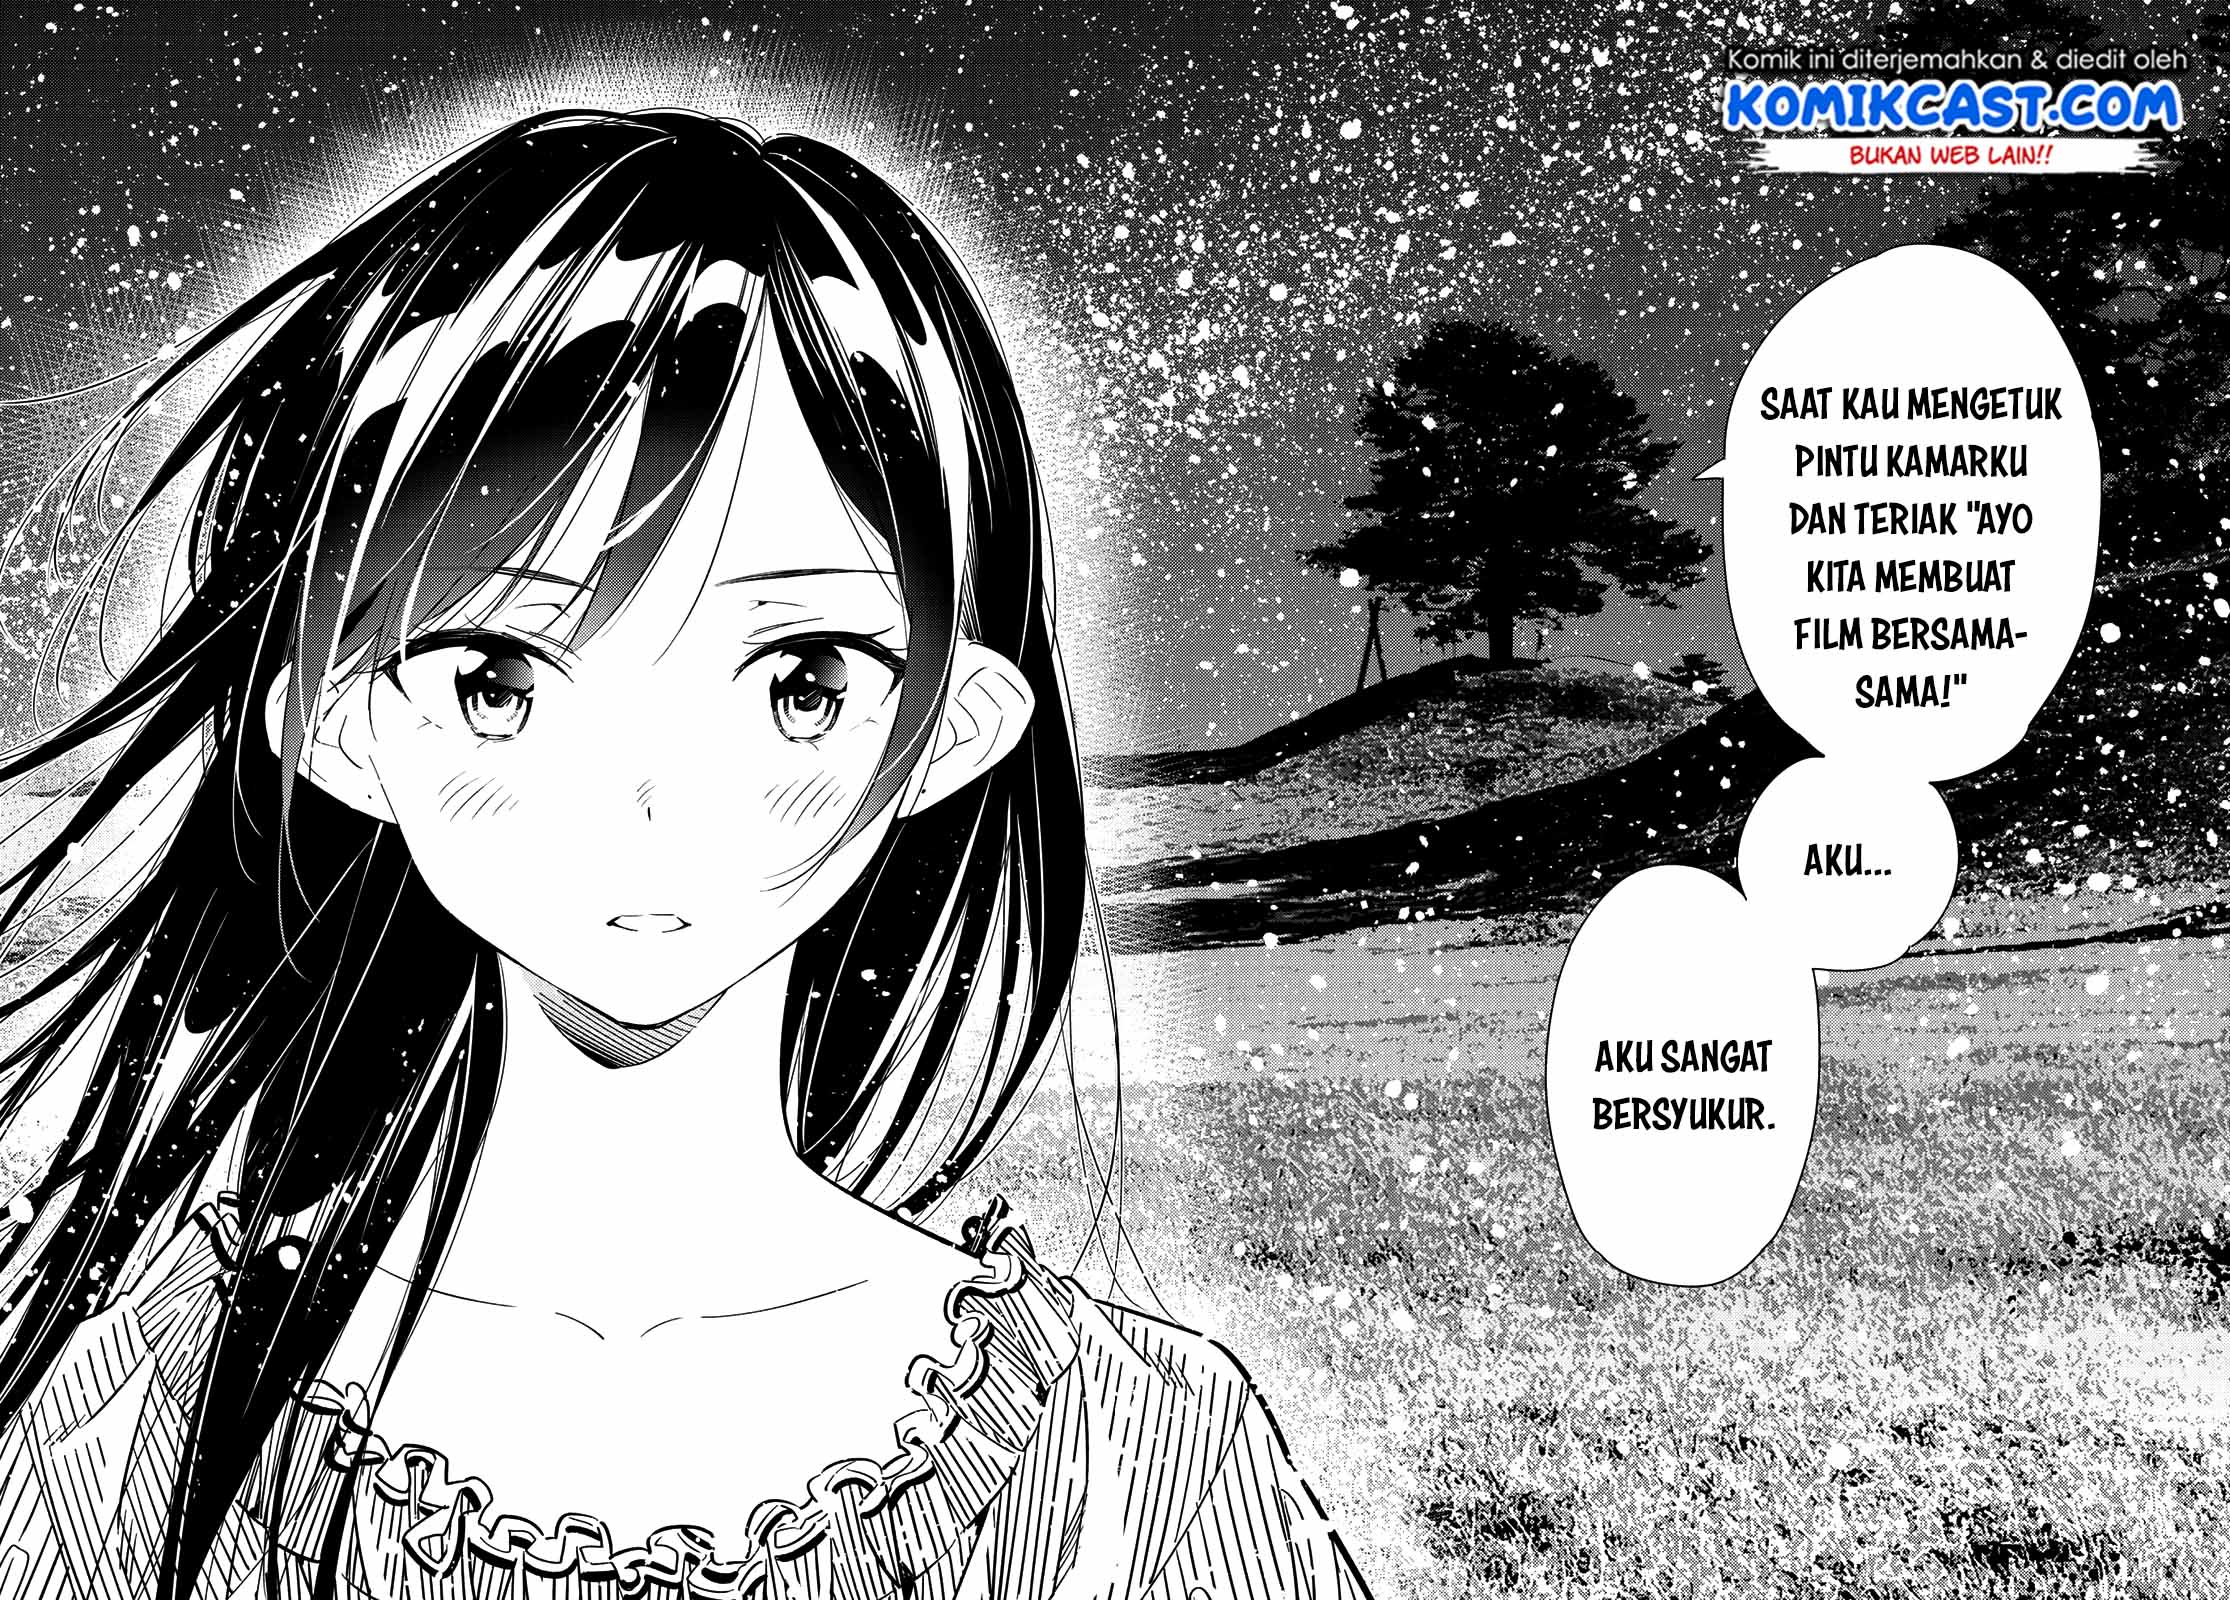 Komik ini diterjemahkan & diedit oleh
KOMIKCAST.COM
BUKAN WEB LAIN!!
SAAT KAU MENGETUK
PINTU KAMARKU
DAN TERIAK "AYO
KITA MEMBUAT
FILM BERSAMA-
SAMA!"
AKU...
AKU SANGAT
BERSYUKUR.